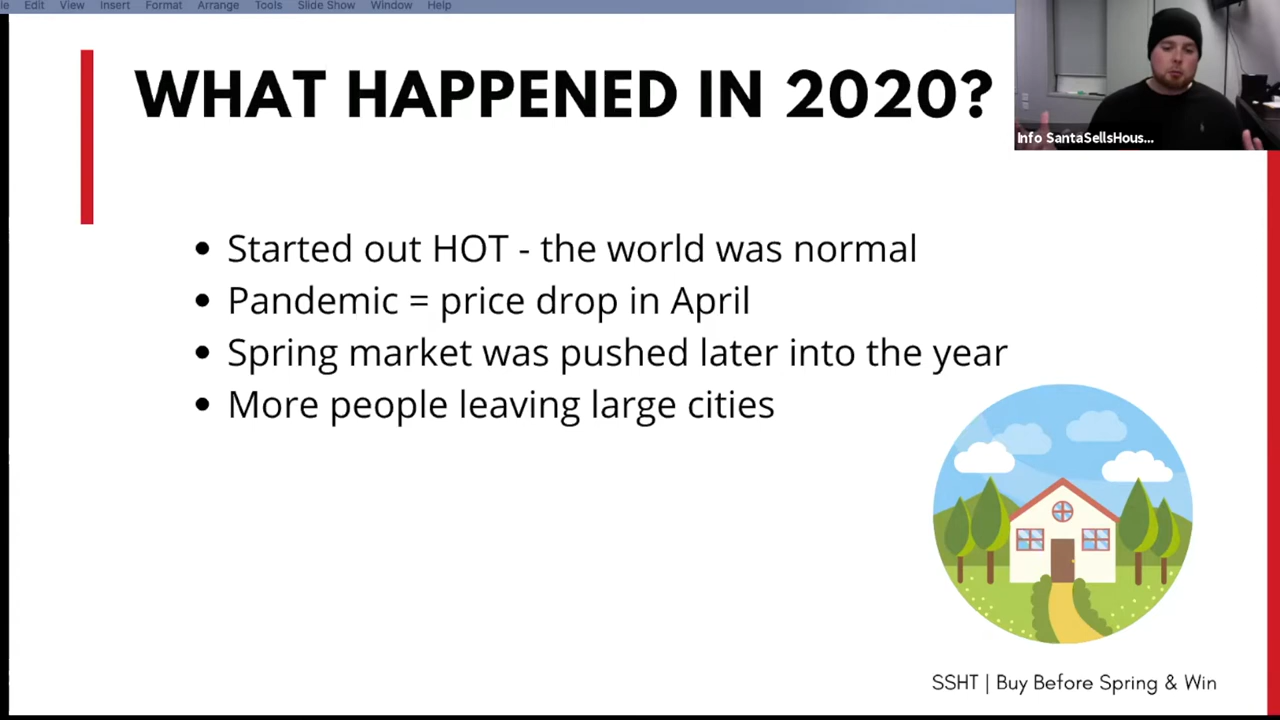 le Edit View Insert Format Arrange Tools Slide Show Window Help
WHAT HAPPENED IN 2020?
Info SantaSellsHous...
• Started out HOT - the world was normal
• Pandemic = price drop in April
• Spring market was pushed later into the year
• More people leaving large cities
SSHT | Buy Before Spring & Win